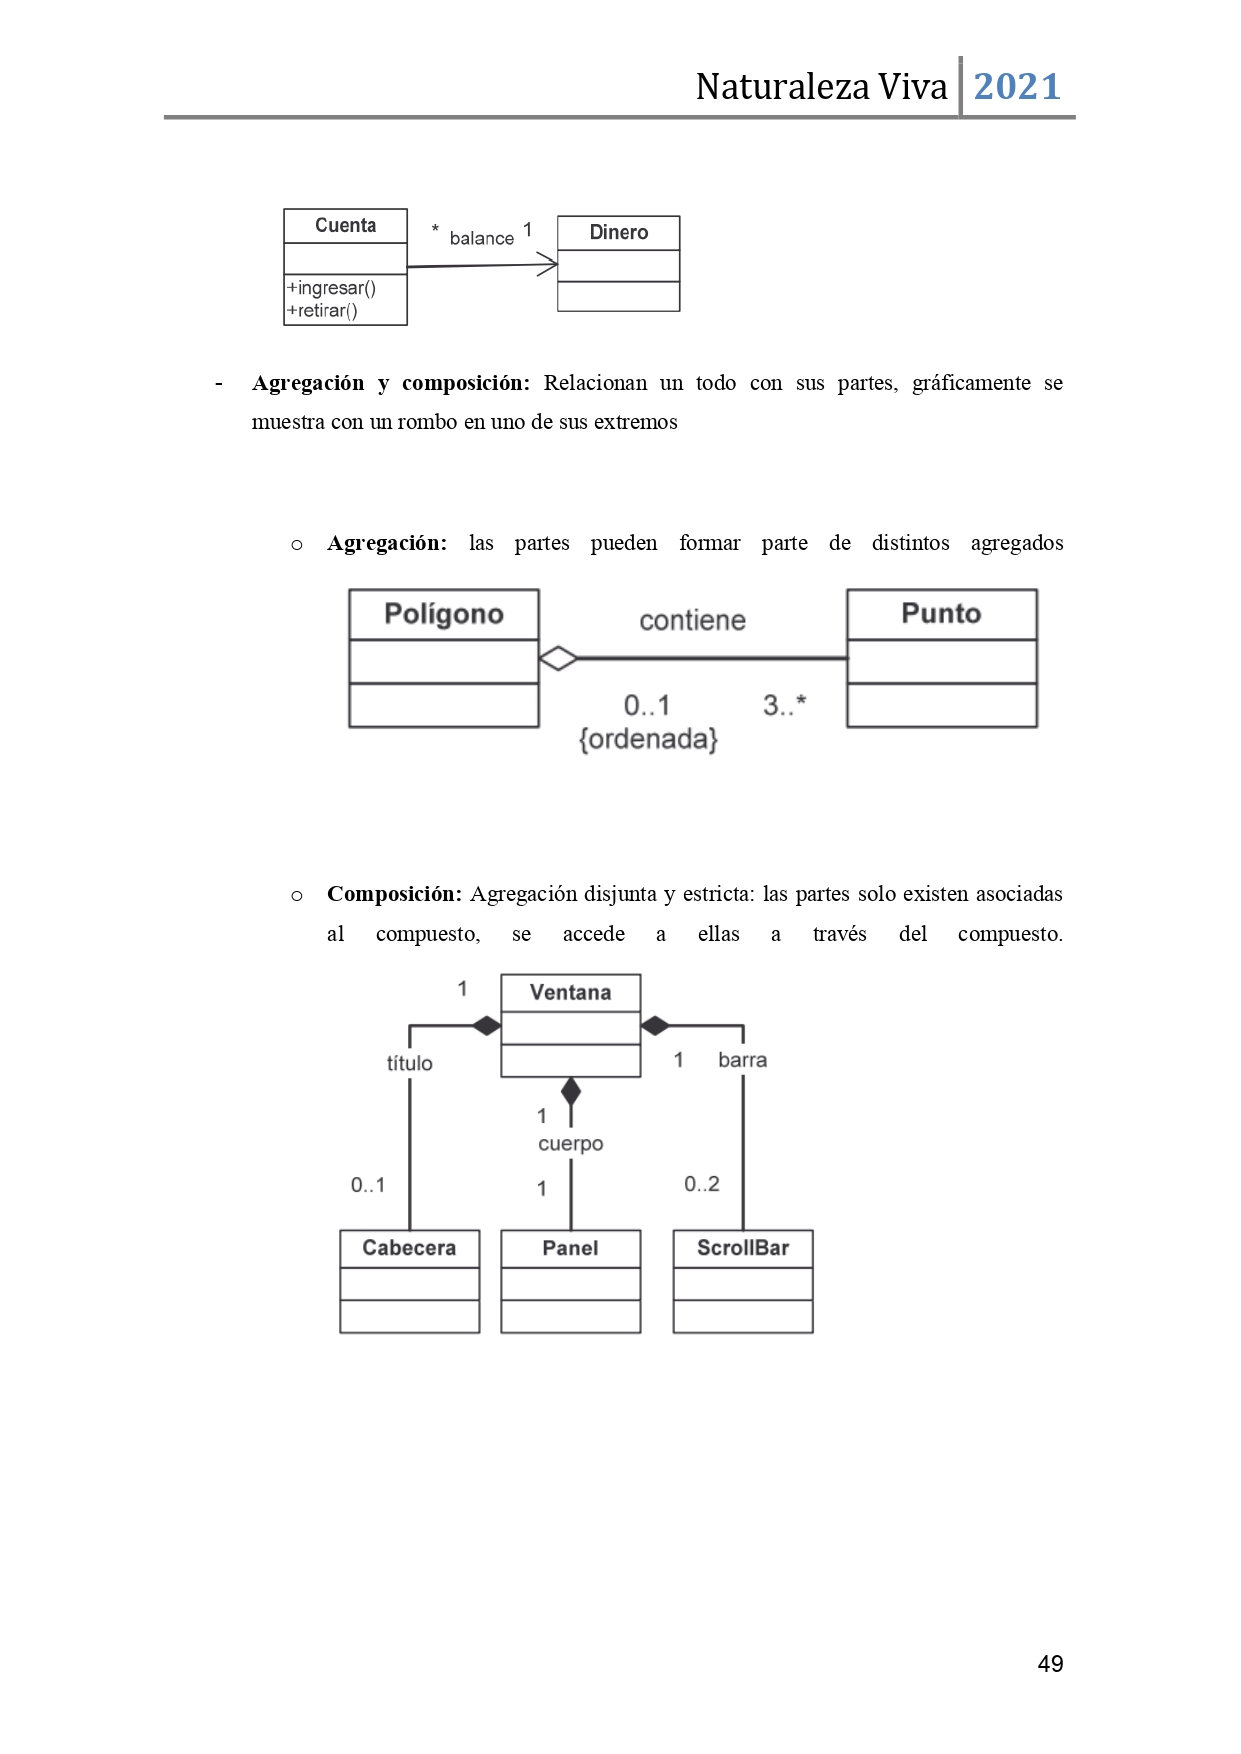 Naturaleza Viva 2021
Cuenta
* balance 1
Dinero
+ingresar()
+retirar()
- Agregación y composición: Relacionan un todo con sus partes, gráficamente se
muestra con un rombo en uno de sus extremos
o Agregación: las partes pueden formar parte de distintos agregados
Polígono
contiene
Punto
0..1 3..*
{ordenada}
o Composición: Agregación disjunta y estricta: las partes solo existen asociadas
al compuesto, se accede a ellas a través del compuesto.
1 Ventana
título 1 barra
1
cuerpo
0..1 1 0..2
Cabecera Panel ScrollBar
49